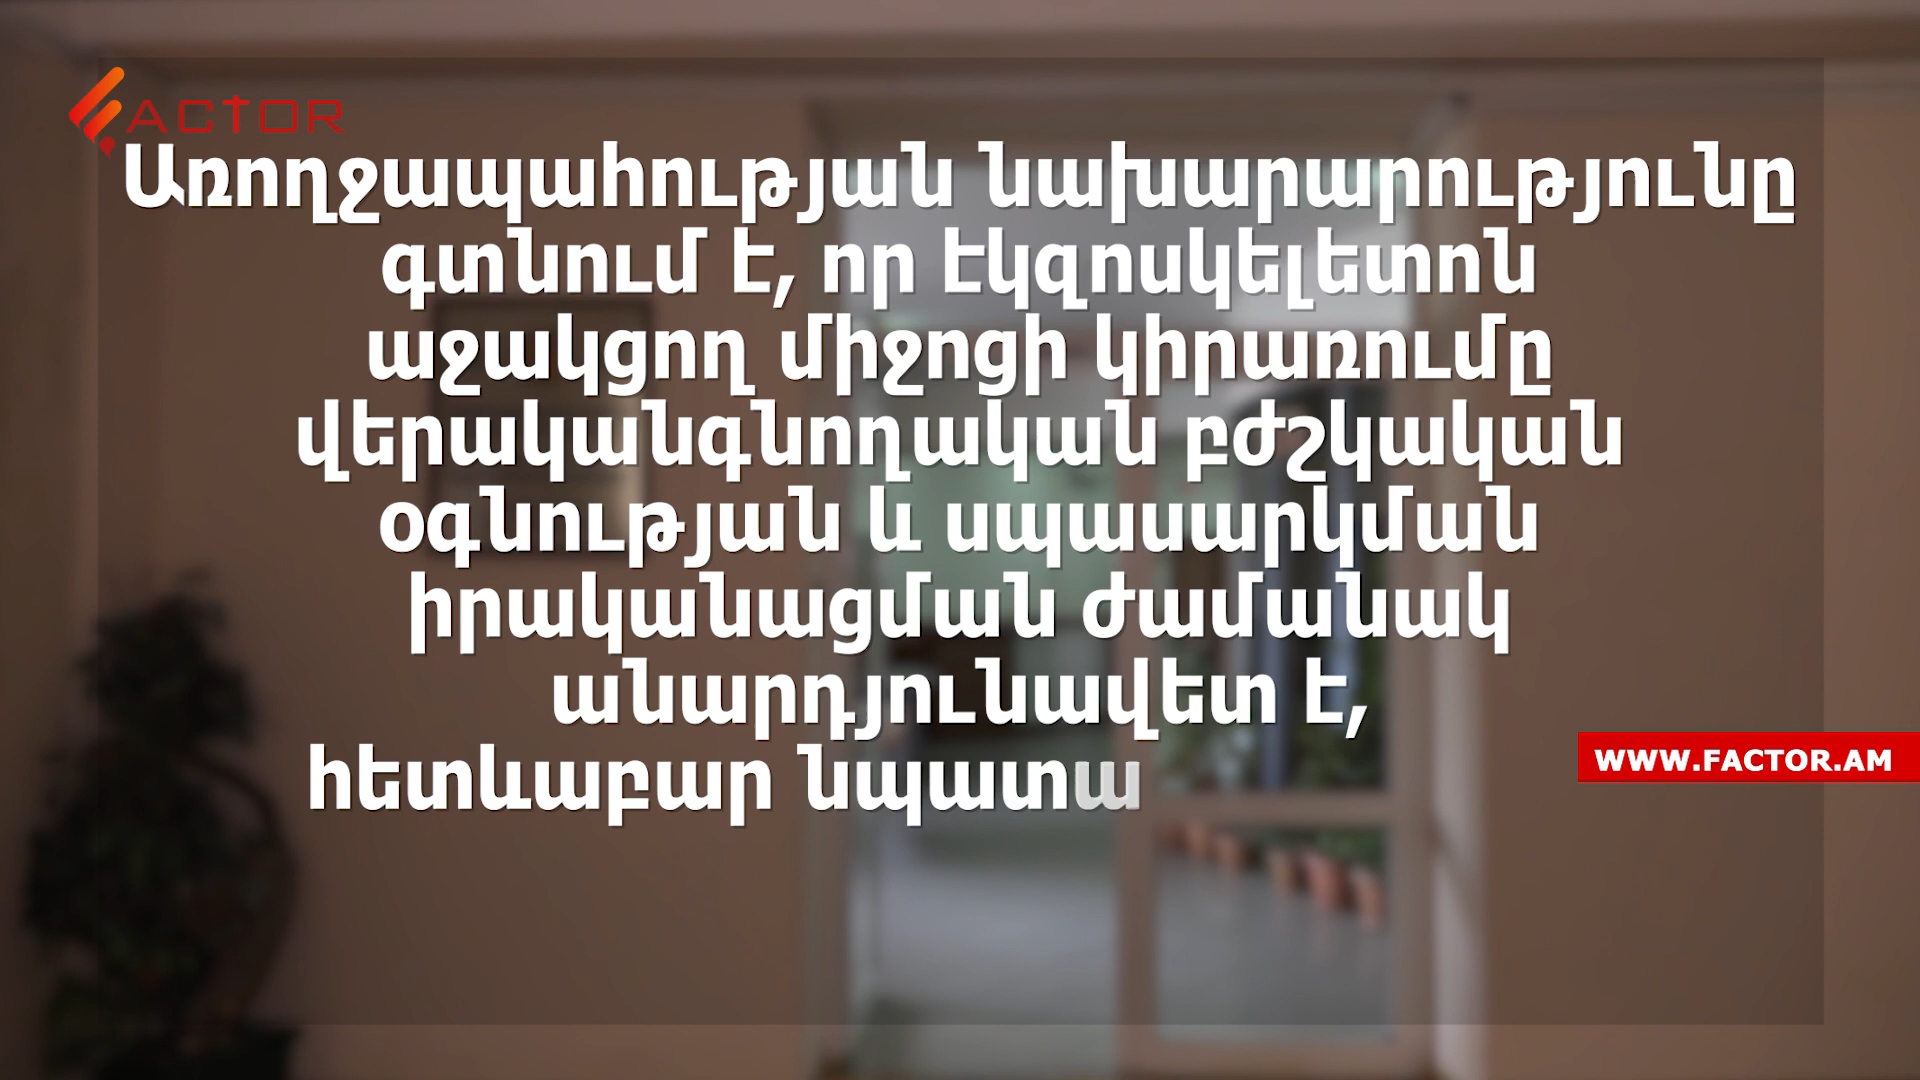 FACTOR
Առողջապահության նախարարությունը
գտնում է, որ էկզոսկելետոն
աջակցող միջոցի կիրառումը
վերականգնողական բժշկական
օգնության և սպասարկման
իրականացման ժամանակ
անարդյունավետ է,
հետևաբար նպատա
WWW.FACTOR.AM